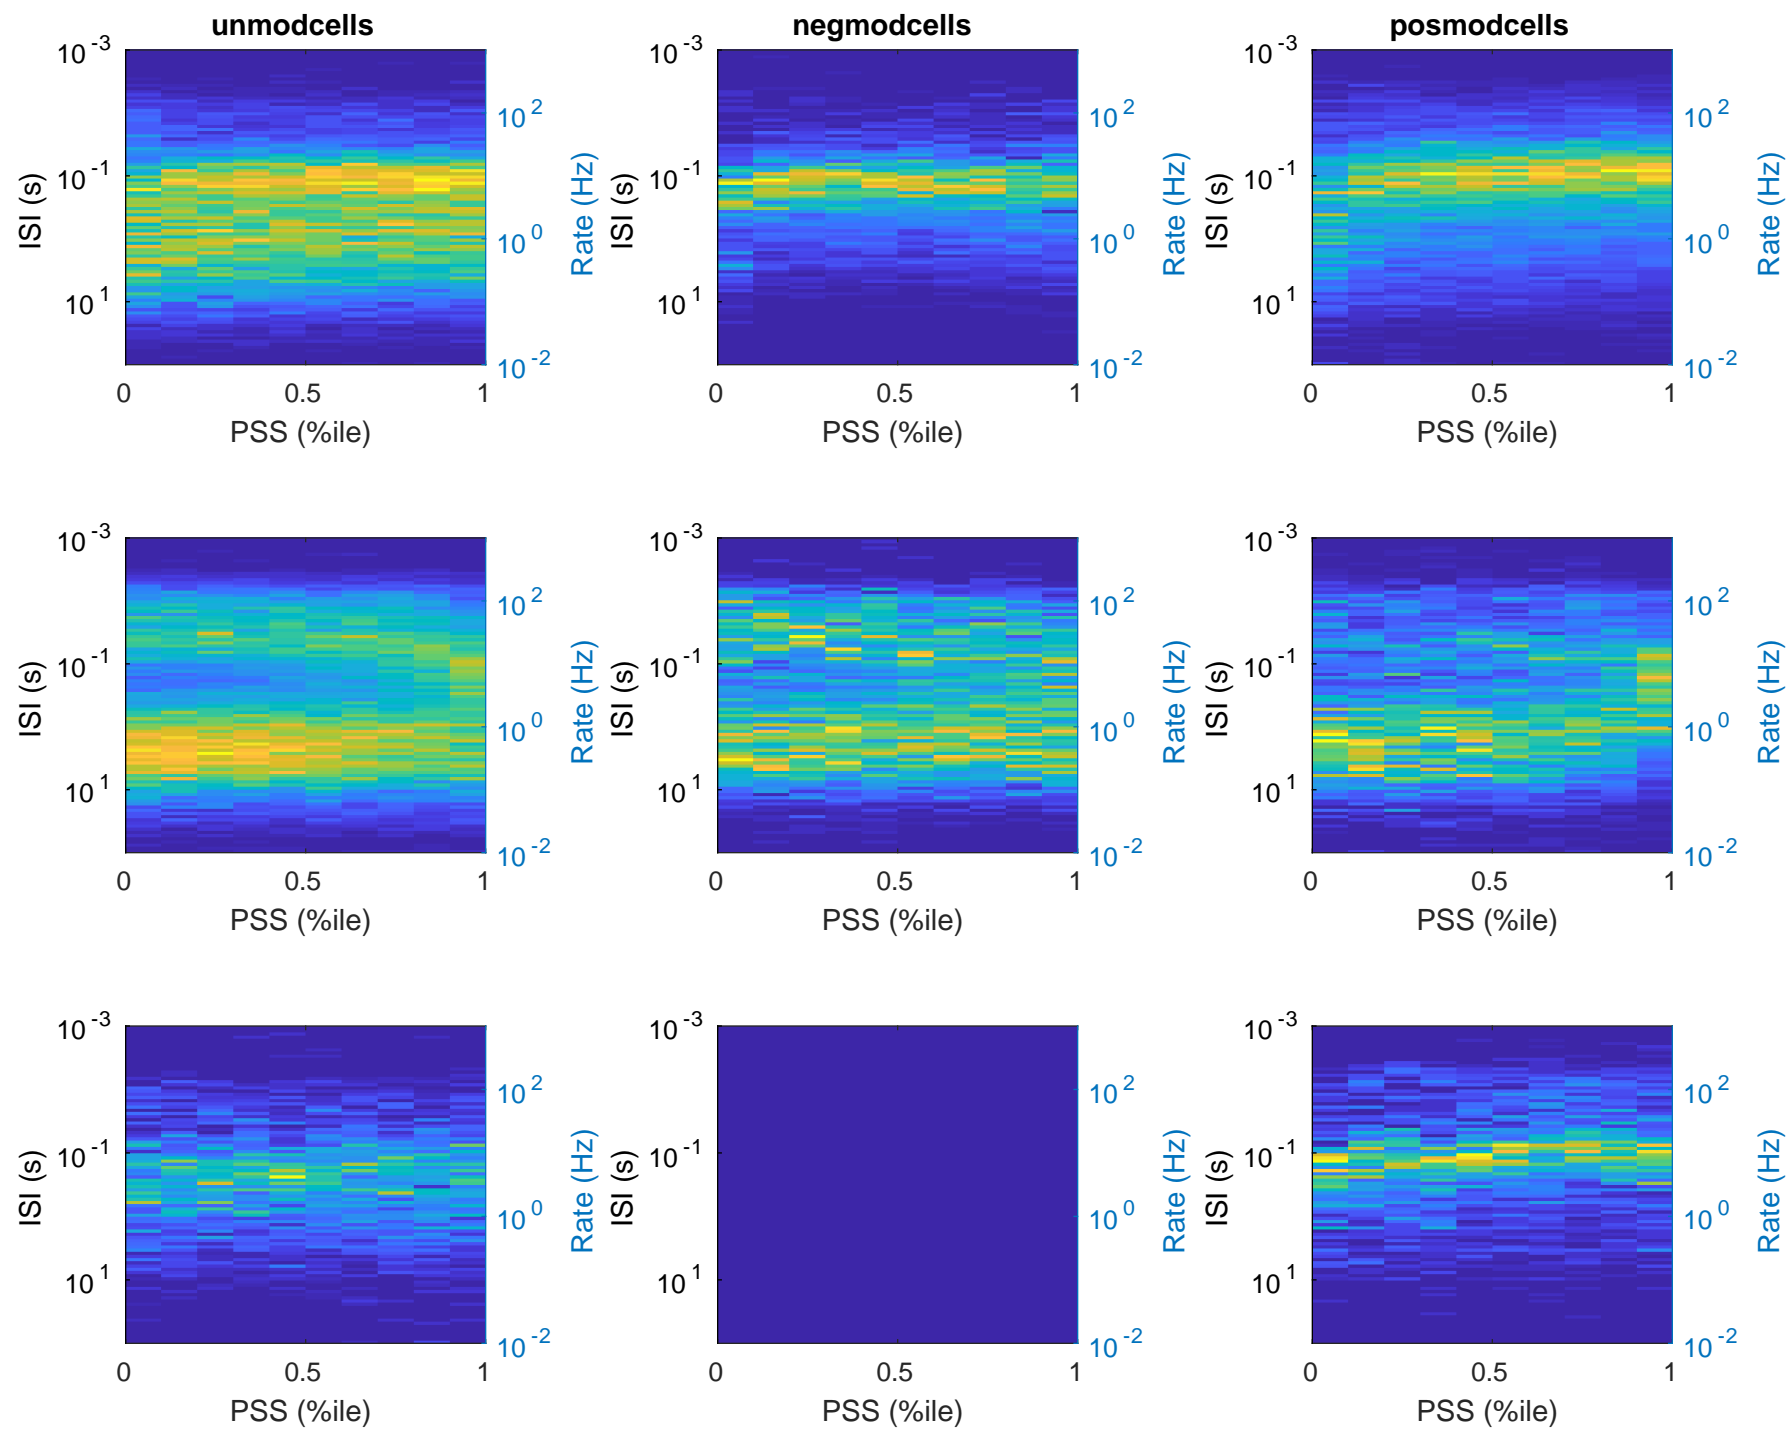 unmodcells negmodcells posmodcells
10-3 10-3 10-3
10 2 10 2 10 2
10-1 10-1 10-1
ISI (s) Rate (Hz) ISI (s) Rate (Hz) ISI (s) Rate (Hz)
10 0 10 0 10 0
10 1 10 1 10 1
10-2 10-2 10-2
0 0.5 1 0 0.5 1 0 0.5 1
PSS (%ile) PSS (%ile) PSS (%ile)
10-3 10-3 10-3
10 2 10 2 10 2
10-1 10-1 10-1
ISI (s) Rate (Hz) ISI (s) Rate (Hz) ISI (s) Rate (Hz)
10 0 10 0 10 0
10 1 10 1 10 1
10-2 10-2 10-2
0 0.5 1 0 0.5 1 0 0.5 1
PSS (%ile) PSS (%ile) PSS (%ile)
10-3 10-3 10-3
10 2 10 2 10 2
10-1 10-1 10-1
ISI (s) Rate (Hz) ISI (s) Rate (Hz) ISI (s) Rate (Hz)
10 0 10 0 10 0
10 1 10 1 10 1
10-2 10-2 10-2
0 0.5 1 0 0.5 1 0 0.5 1
PSS (%ile) PSS (%ile) PSS (%ile)